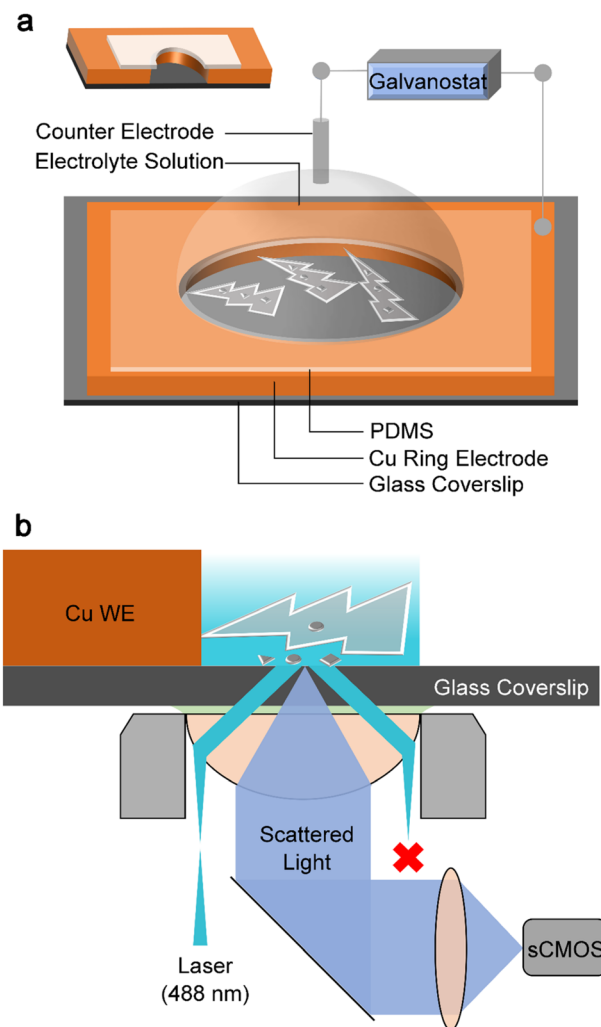 a
Galvanostat
Counter Electrode
Electrolyte Solution
PDMS
Cu Ring Electrode
Glass Coverslip
b
Cu WE
Glass Coverslip
Scattered
Light
Laser
(488 nm)
sCMOS